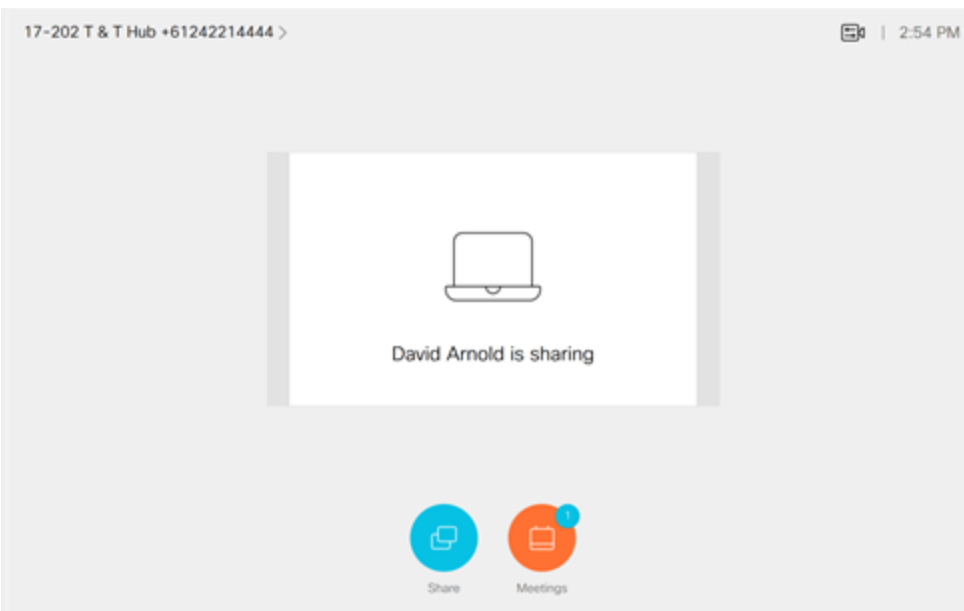 17-202 T & T Hub +61242214444 >
2:54 PM
David Arnold is sharing
1
Share
Meetings